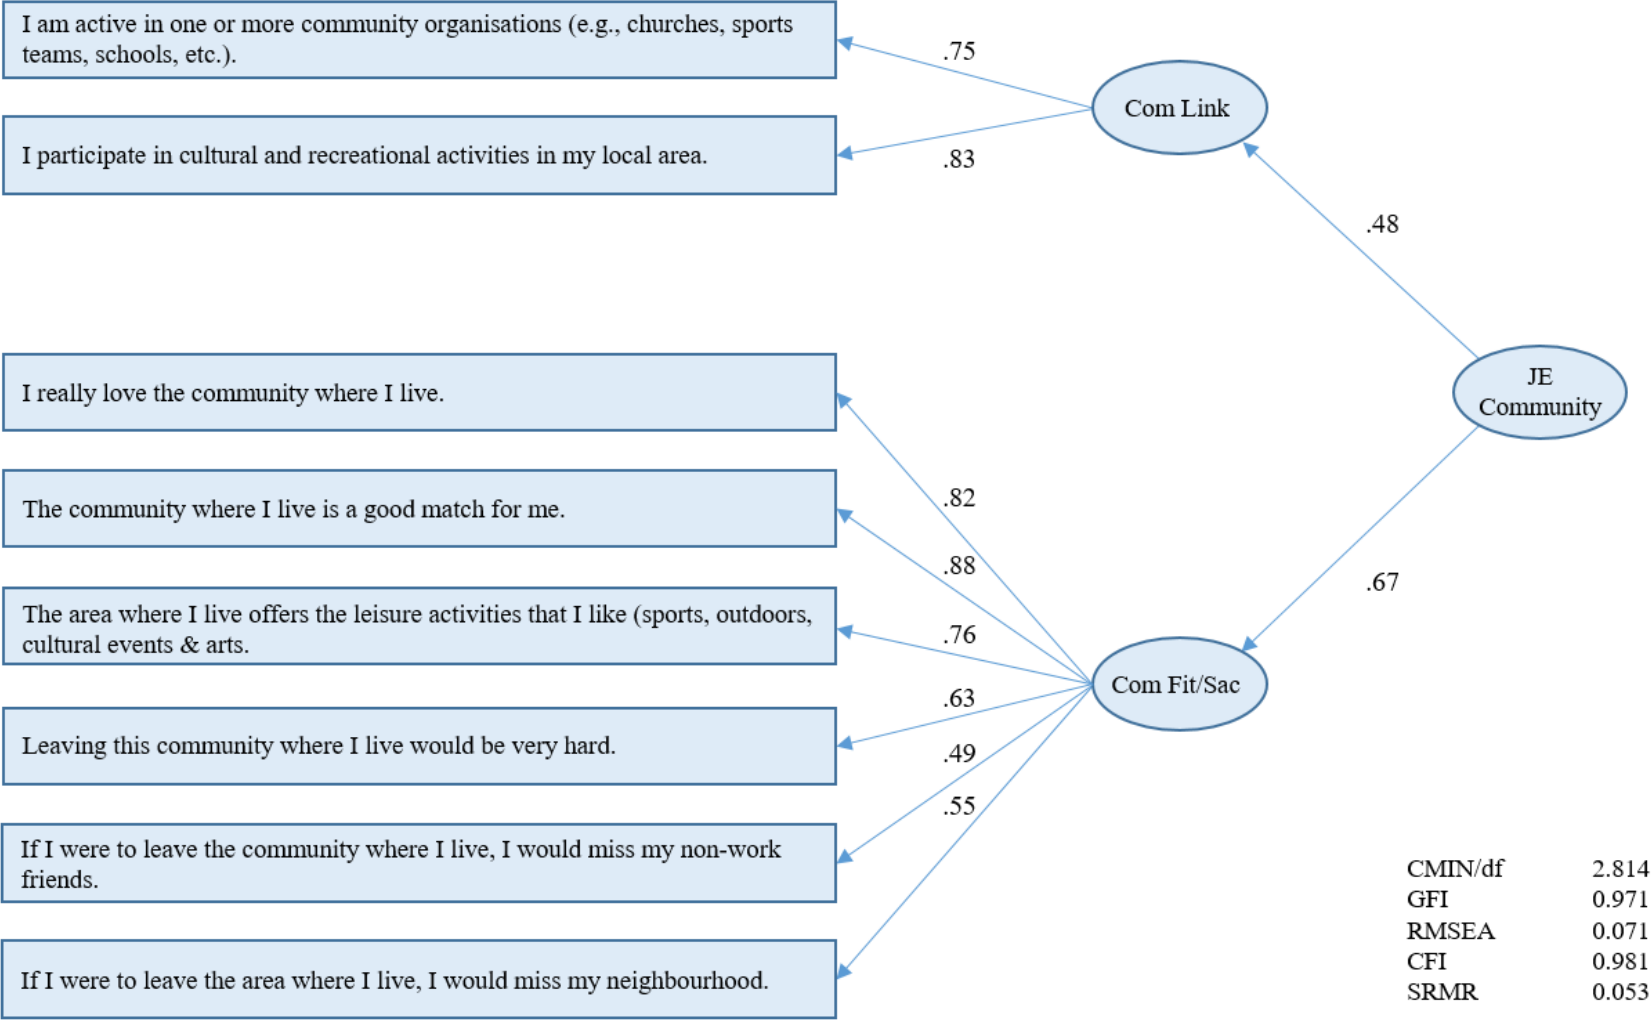 I am active in one or more community organisations (e.g., churches, sports
teams, schools, etc.).
.75
Com Link
I participate in cultural and recreational activities in my local area.
.83
.48
I really love the community where I live.
JE
Community
.82
The community where I live is a good match for me.
.88
.67
The area where I live offers the leisure activities that I like (sports, outdoors,
cultural events & arts.
.76
Com Fit/Sac
.63
Leaving this community where I live would be very hard.
.49
.55
If I were to leave the community where I live, I would miss my non-work
friends.
If I were to leave the area where I live, I would miss my neighbourhood.
CMIN/df 2.814
GFI 0.971
RMSEA 0.071
CFI 0.981
SRMR 0.053